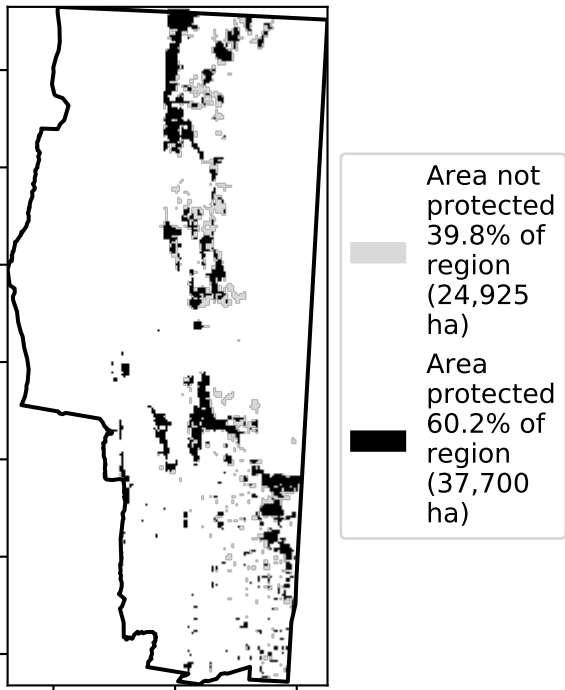 Area not
protected
39.8% of
region
(24,925
ha)
Area
protected
60.2% of
region
(37,700
ha)